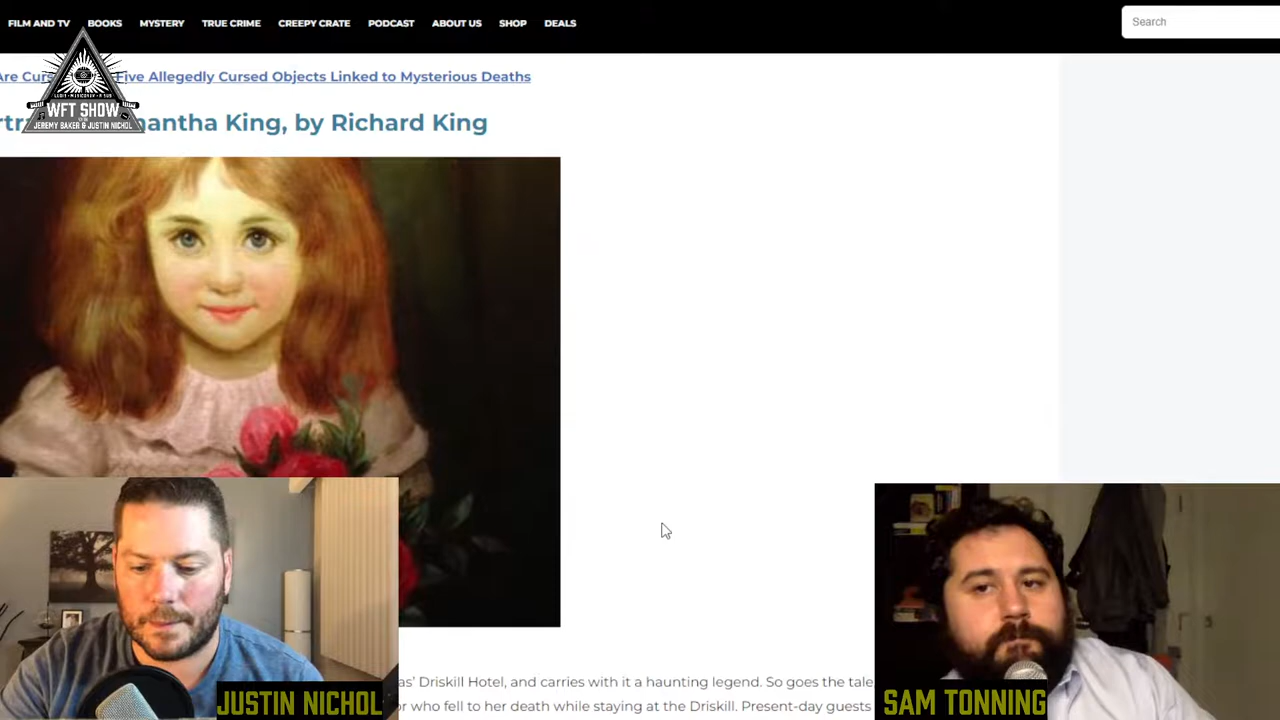 FILM AND TV BOOKS MYSTERY TRUE CRIME CREEPY CRATE PODCAST ABOUT US SHOP DEALS
Search
Are Five Allegedly Cursed Objects Linked to Mysterious Deaths
WFT SHOW
JEREMY BAKER & JUSTIN NICHOL
King, by Richard King
as' Driskill Hotel, and carries with it a haunting legend. So goes the tale,
or who fell to her death while staying at the Driskill. Present-day guests
JUSTIN NICHOL
SAM TONNING